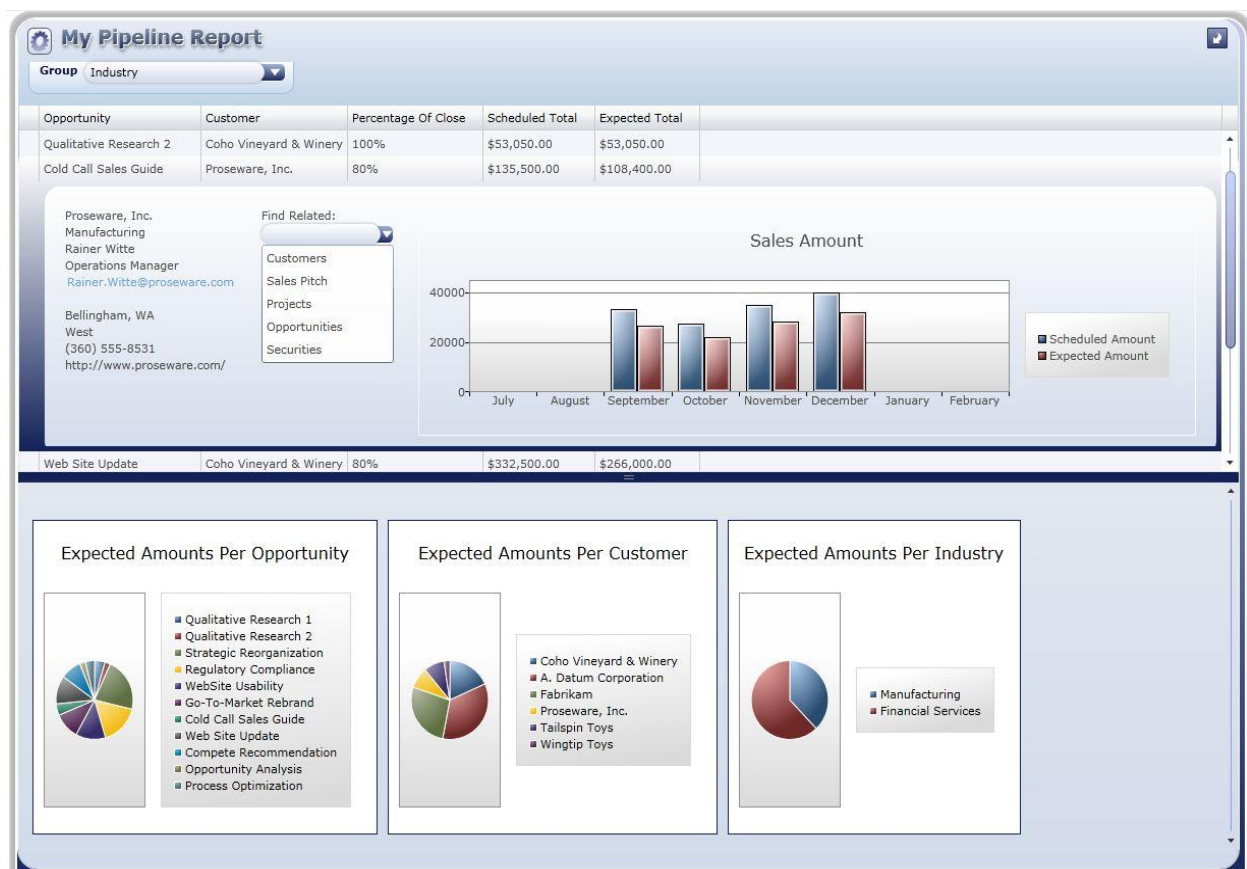 My Pipeline Report
Group Industry
Opportunity Customer Percentage Of Close Scheduled Total Expected Total
Qualitative Research 2 Coho Vineyard & Winery 100% $53,050.00 $53,050.00
Cold Call Sales Guide Proseware, Inc. 80% $135,500.00 $108,400.00
Proseware, Inc.
Manufacturing
Rainer Witte
Operations Manager
Rainer.Witte@proseware.com
Bellingham, WA
West
(360) 555-8531
http://www.proseware.com/
Find Related:
Customers
Sales Pitch
Projects
Opportunities
Securities
Sales Amount
40000
20000
0
July August September October November December January February
Scheduled Amount
Expected Amount
Web Site Update Coho Vineyard & Winery 80% $332,500.00 $266,000.00
Expected Amounts Per Opportunity
Qualitative Research 1
Qualitative Research 2
Strategic Reorganization
Regulatory Compliance
WebSite Usability
Go-To-Market Rebrand
Cold Call Sales Guide
Web Site Update
Compete Recommendation
Opportunity Analysis
Process Optimization
Expected Amounts Per Customer
Coho Vineyard & Winery
A. Datum Corporation
Fabrikam
Proseware, Inc.
Tailspin Toys
Wingtip Toys
Expected Amounts Per Industry
Manufacturing
Financial Services